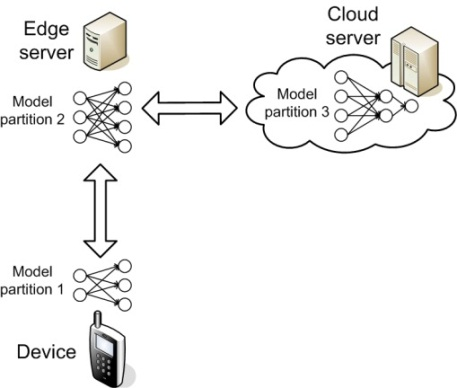 Edge
server
Cloud
server
Model
partition 2
Model
partition 3
Model
partition 1
Device